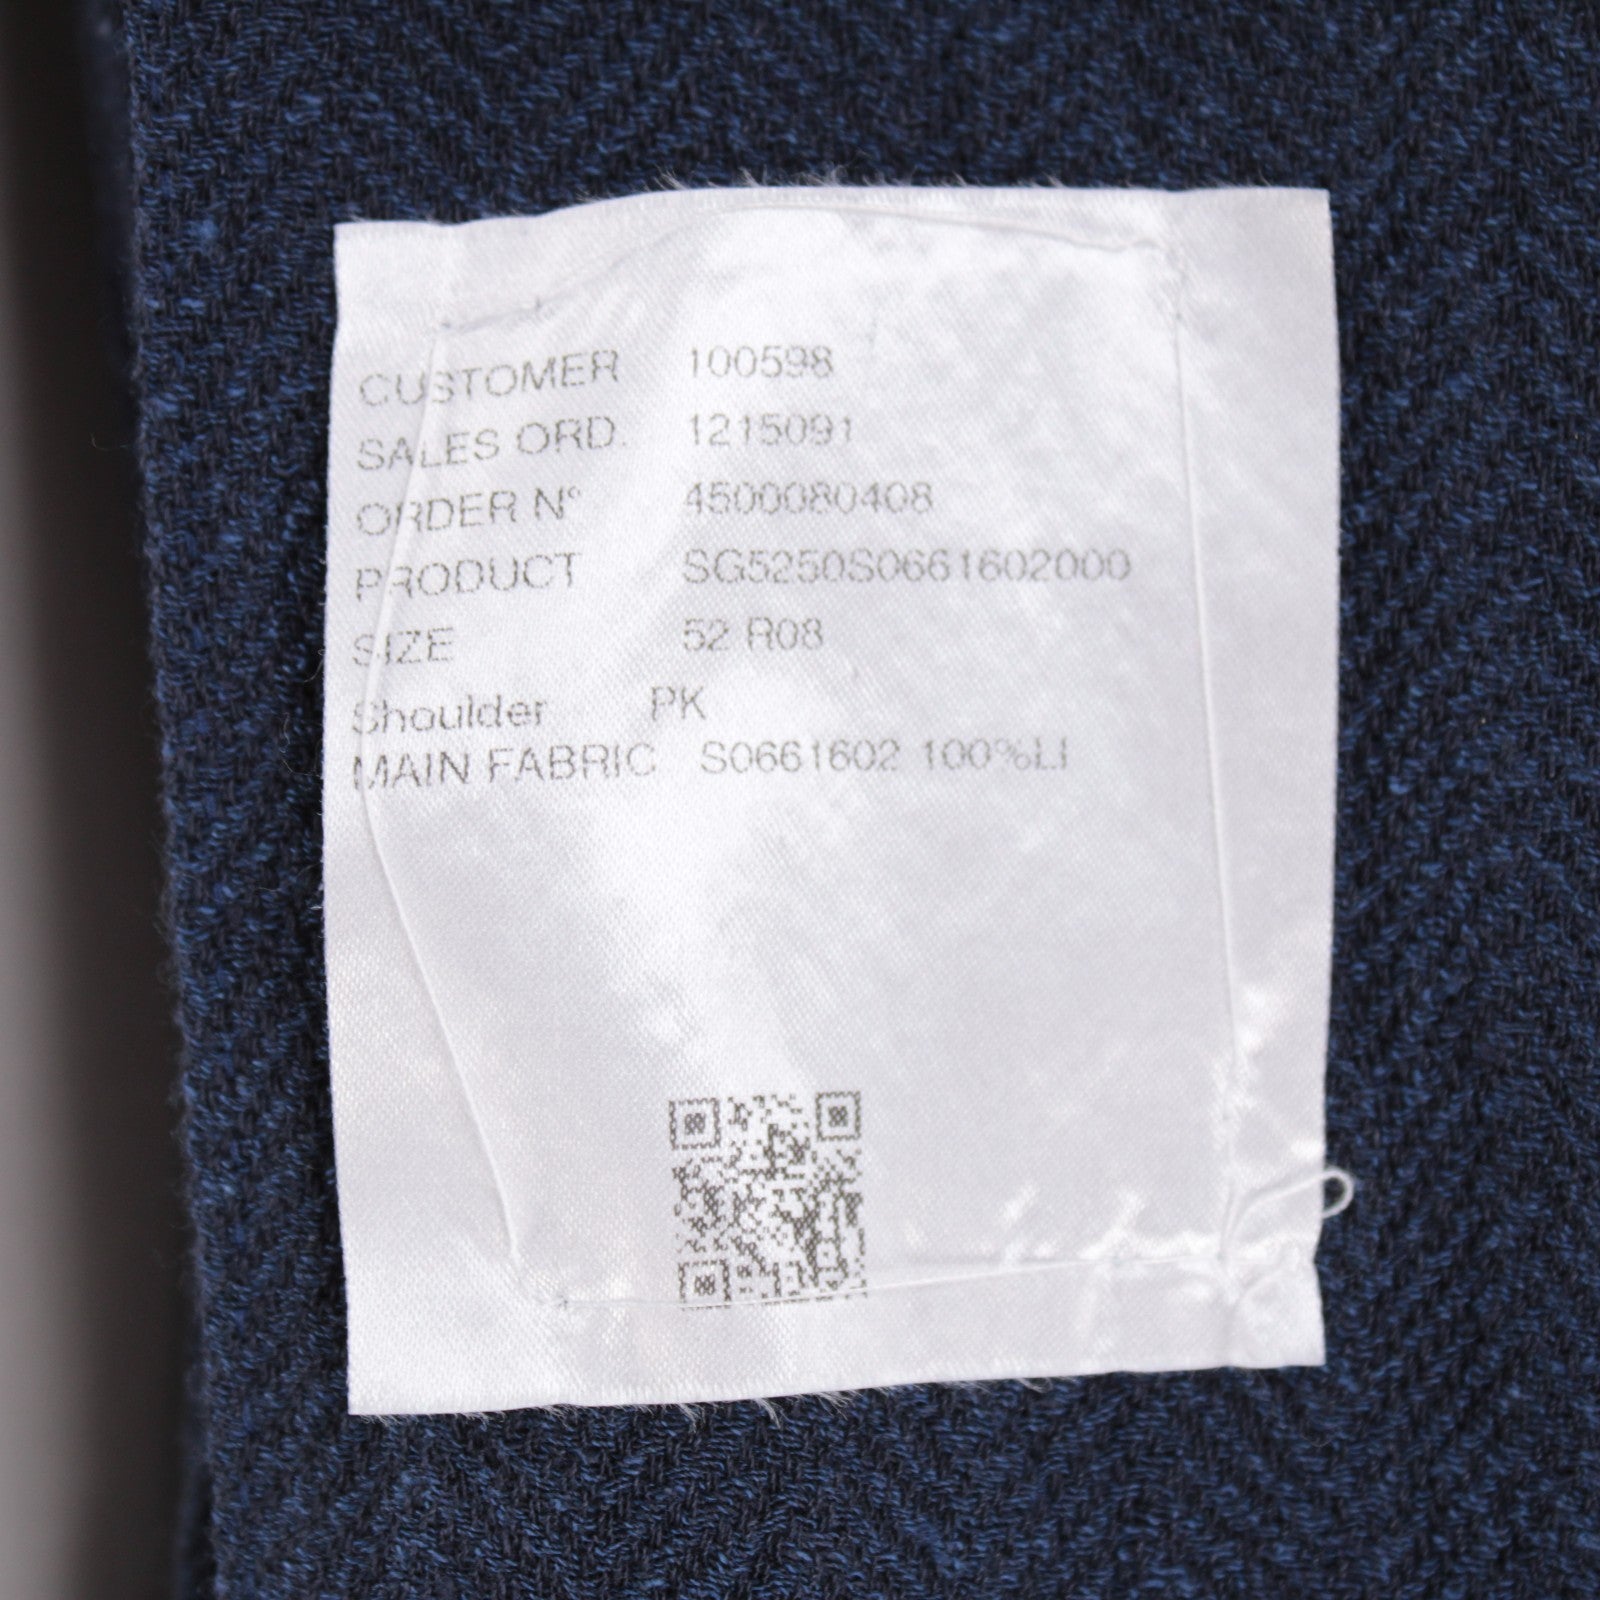 CUSTOMER 100598
SALES ORD. 1215091
ORDER N° 4500080408
PRODUCT SG5250S0661602000
SIZE 52 R08
Shoulder PK
MAIN FABRIC S0661602 100%LI